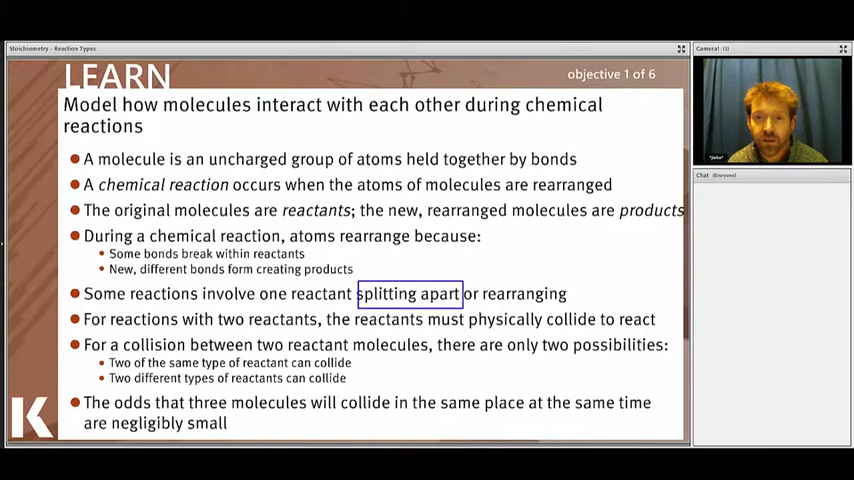 Stoichiometry - Reaction Types
Camera! (1)
LEARN
objective 1 of 6
Model how molecules interact with each other during chemical
reactions
A molecule is an uncharged group of atoms held together by bonds
A chemical reaction occurs when the atoms of molecules are rearranged
The original molecules are reactants; the new, rearranged molecules are products
During a chemical reaction, atoms rearrange because:
Some bonds break within reactants
New, different bonds form creating products
Some reactions involve one reactant splitting apart or rearranging
For reactions with two reactants, the reactants must physically collide to react
For a collision between two reactant molecules, there are only two possibilities:
Two of the same type of reactant can collide
Two different types of reactants can collide
The odds that three molecules will collide in the same place at the same time
are negligibly small
K
*John*
Chat (Everyone)